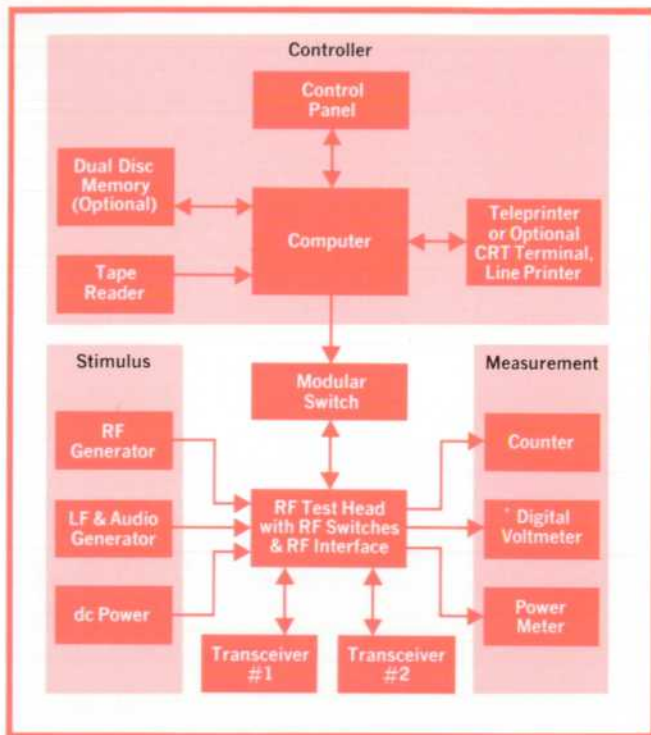 Controller
Control
Panel
Dual Disc
Memory
(Optional)
Computer
Teleprinter
or Optional
CRT Terminal,
Line Printer
Tape
Reader
Stimulus
Modular
Switch
Measurement
RF
Generator
Counter
RF Test Head
with RF Switches
& RF Interface
LF & Audio
Generator
Digital
Voltmeter
dc Power
Power
Meter
Transceiver
#1
Transceiver
#2